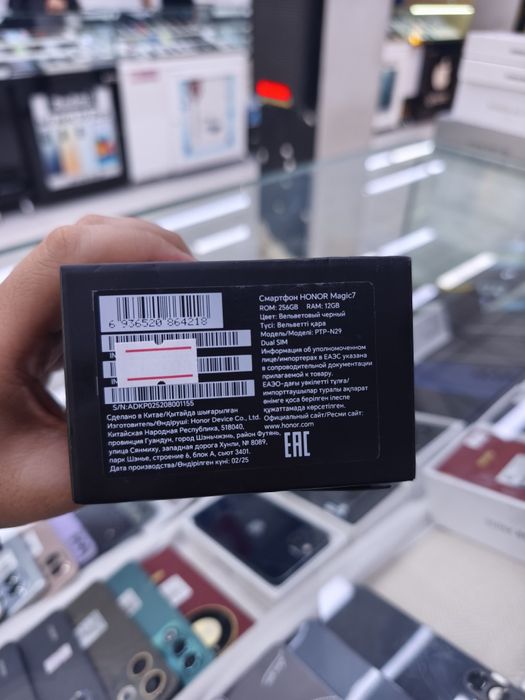 6 936520 864218
S/N:ADKP025208001155
Сделано в Китае/Қытайда шығарылған
Изготовитель/Өндіруші: Honor Device Co., Ltd.
Китайская Народная Республика, 518040,
провинция Гуандун, город Шэньчжэнь, район Футянь,
улица Сянмиху, западная дорога Хунли, № 8089,
парк Шэнье, строение 6, блок А, сьют 3401.
Дата производства/Өндірілген күні: 02/25
Смартфон HONOR Magic7
ROM: 256GB RAM: 12GB
Цвет: Вельветовый черный
Түсі: Вельветті қара
Модель/Моделі: PTP-N29
Dual SIM
Информация об уполномоченном
лице/импортерах в ЕАЭС указана
в сопроводительной документации
прилагаемой к товару.
ЕАЭО-дағы уәкілетті тұлға/
импорттаушылар туралы ақпарат
өнімге қоса берілген ілеспе
құжаттамада көрсетілген.
Официальный сайт/Ресми сайт:
www.honor.com
EAC